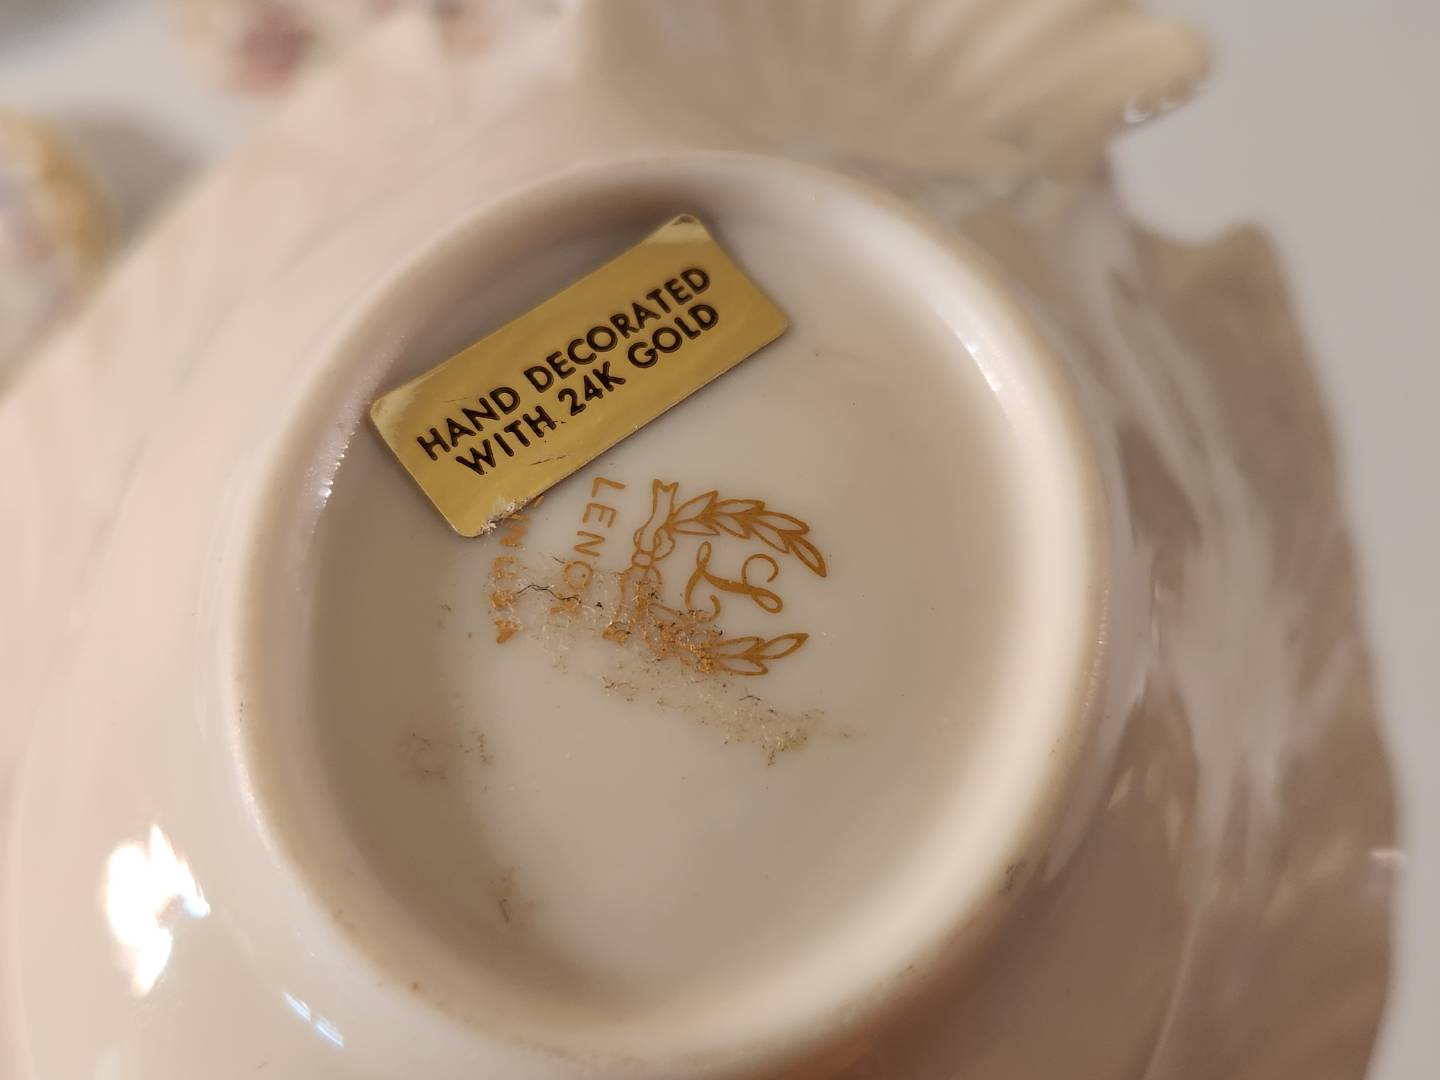 HAND DECORATED
WITH 24K GOLD
L
LENOX